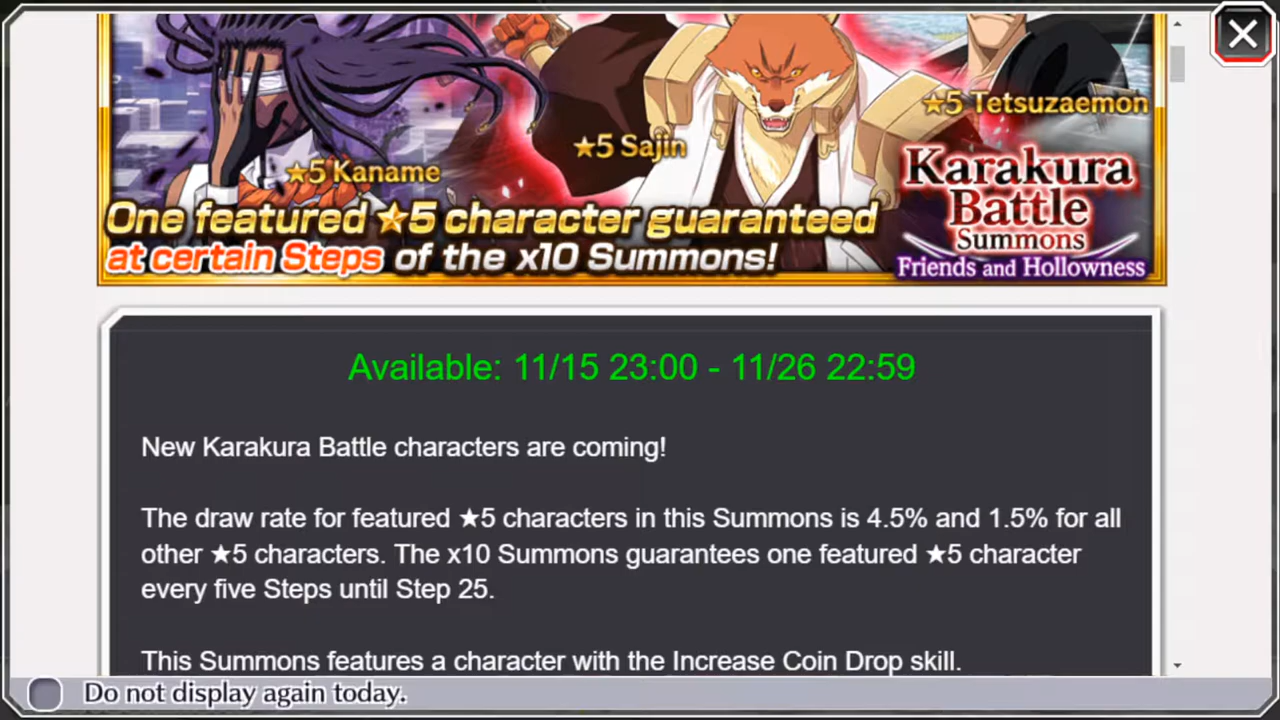 ★5 Tetsuzaemon
★5 Sajin
★5 Kaname
Karakura
Battle
Summons
Friends and Hollowness
One featured ★5 character guaranteed
at certain Steps of the x10 Summons!
Available: 11/15 23:00 - 11/26 22:59
New Karakura Battle characters are coming!
The draw rate for featured ★5 characters in this Summons is 4.5% and 1.5% for all
other ★5 characters. The x10 Summons guarantees one featured ★5 character
every five Steps until Step 25.
This Summons features a character with the Increase Coin Drop skill.
Do not display again today.